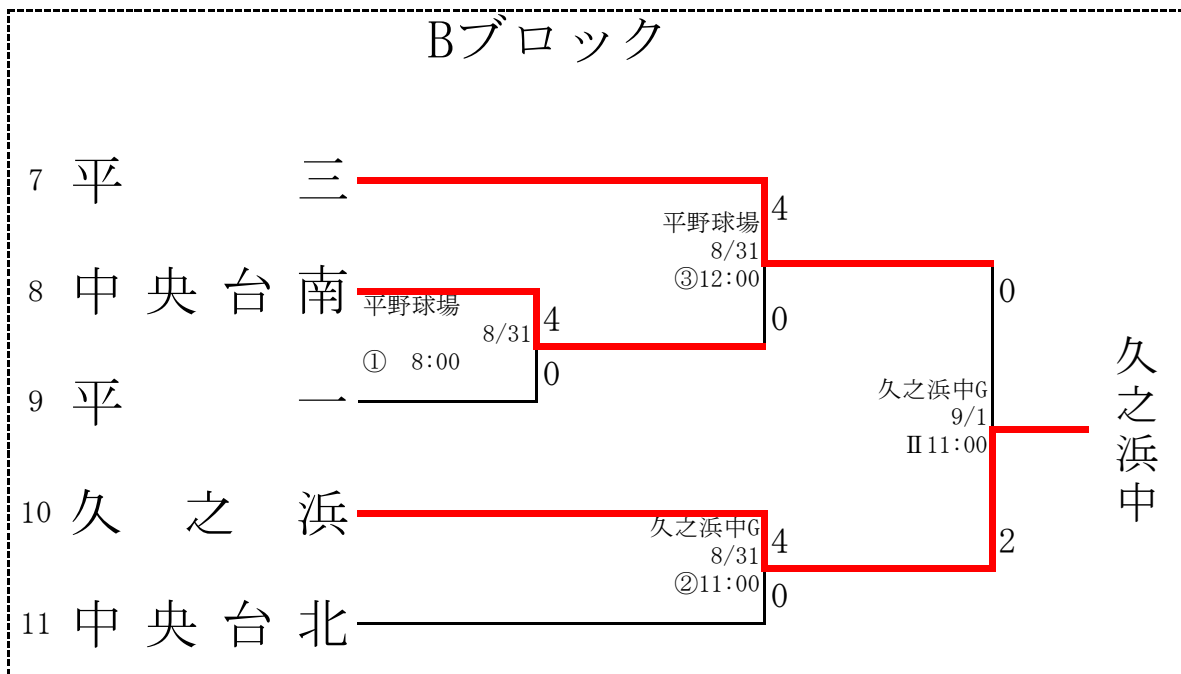 Bブロック
7 平三
4
平野球場
8/31
③12:00
8 中央台南
平野球場
8/31
4
① 8:00
0
0
0
9 平一
久之浜中G
9/1
Ⅱ11:00
久之浜中
10 久之浜
久之浜中G
8/31
②11:00
4
0
2
11 中央台北